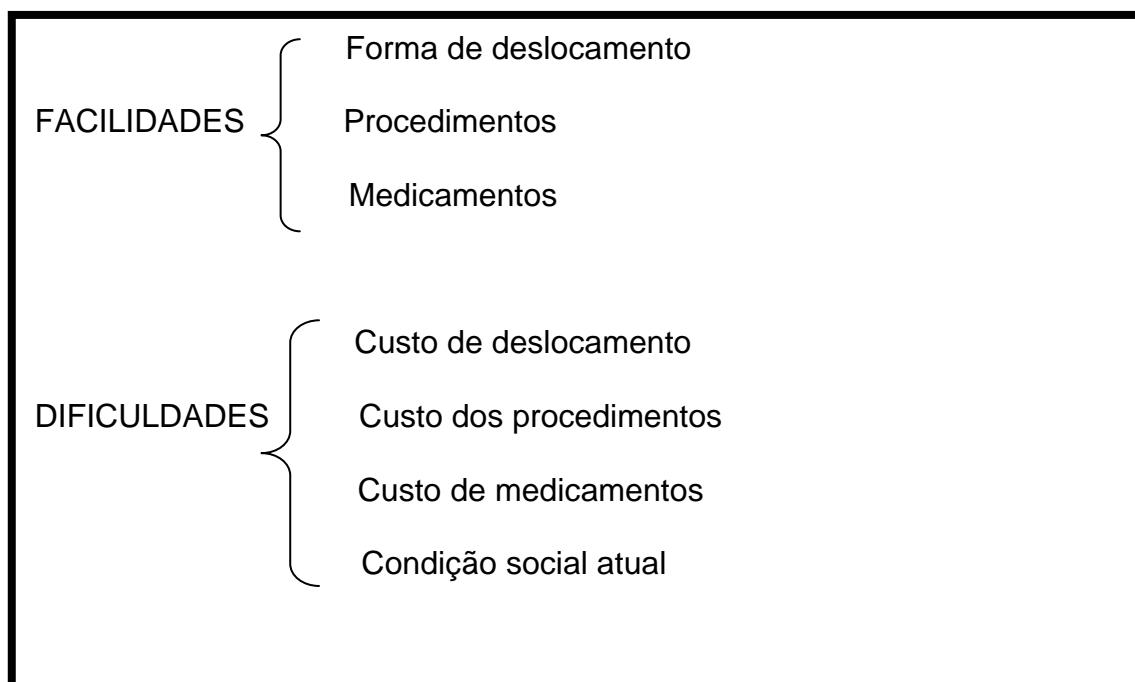 Forma de deslocamento
FACILIDADES Procedimentos
Medicamentos
Custo de deslocamento
DIFICULDADES Custo dos procedimentos
Custo de medicamentos
Condição social atual